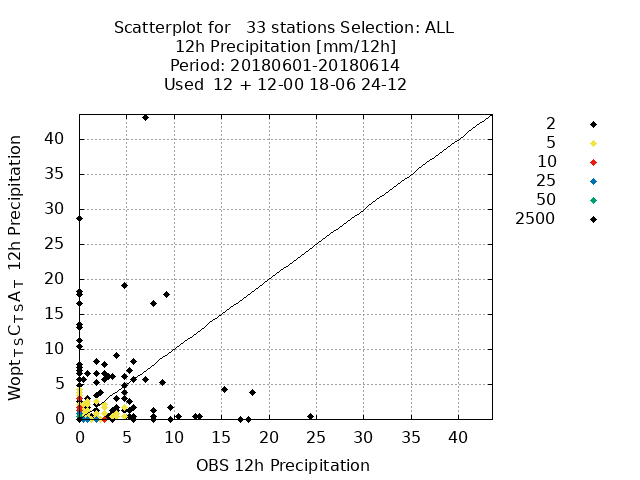 Scatterplot for 33 stations Selection: ALL
12h Precipitation [mm/12h]
Period: 20180601-20180614
Used 12 + 12-00 18-06 24-12
2
5
10
25
50
2500
40
35
30
25
20
15
10
5
0
Wopt T S C T S A T 12h Precipitation
0 5 10 15 20 25 30 35 40
OBS 12h Precipitation